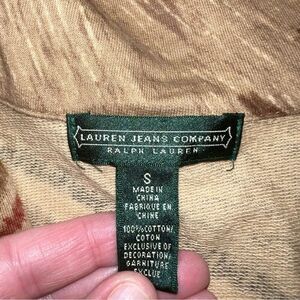 LAUREN JEANS COMPANY
RALPH LAUREN
S
MADE IN
CHINA
FABRIQUE EN
CHINE
100% COTTON/
COTON
EXCLUSIVE OF
DECORATION/
GARNITURE
EXCLUE